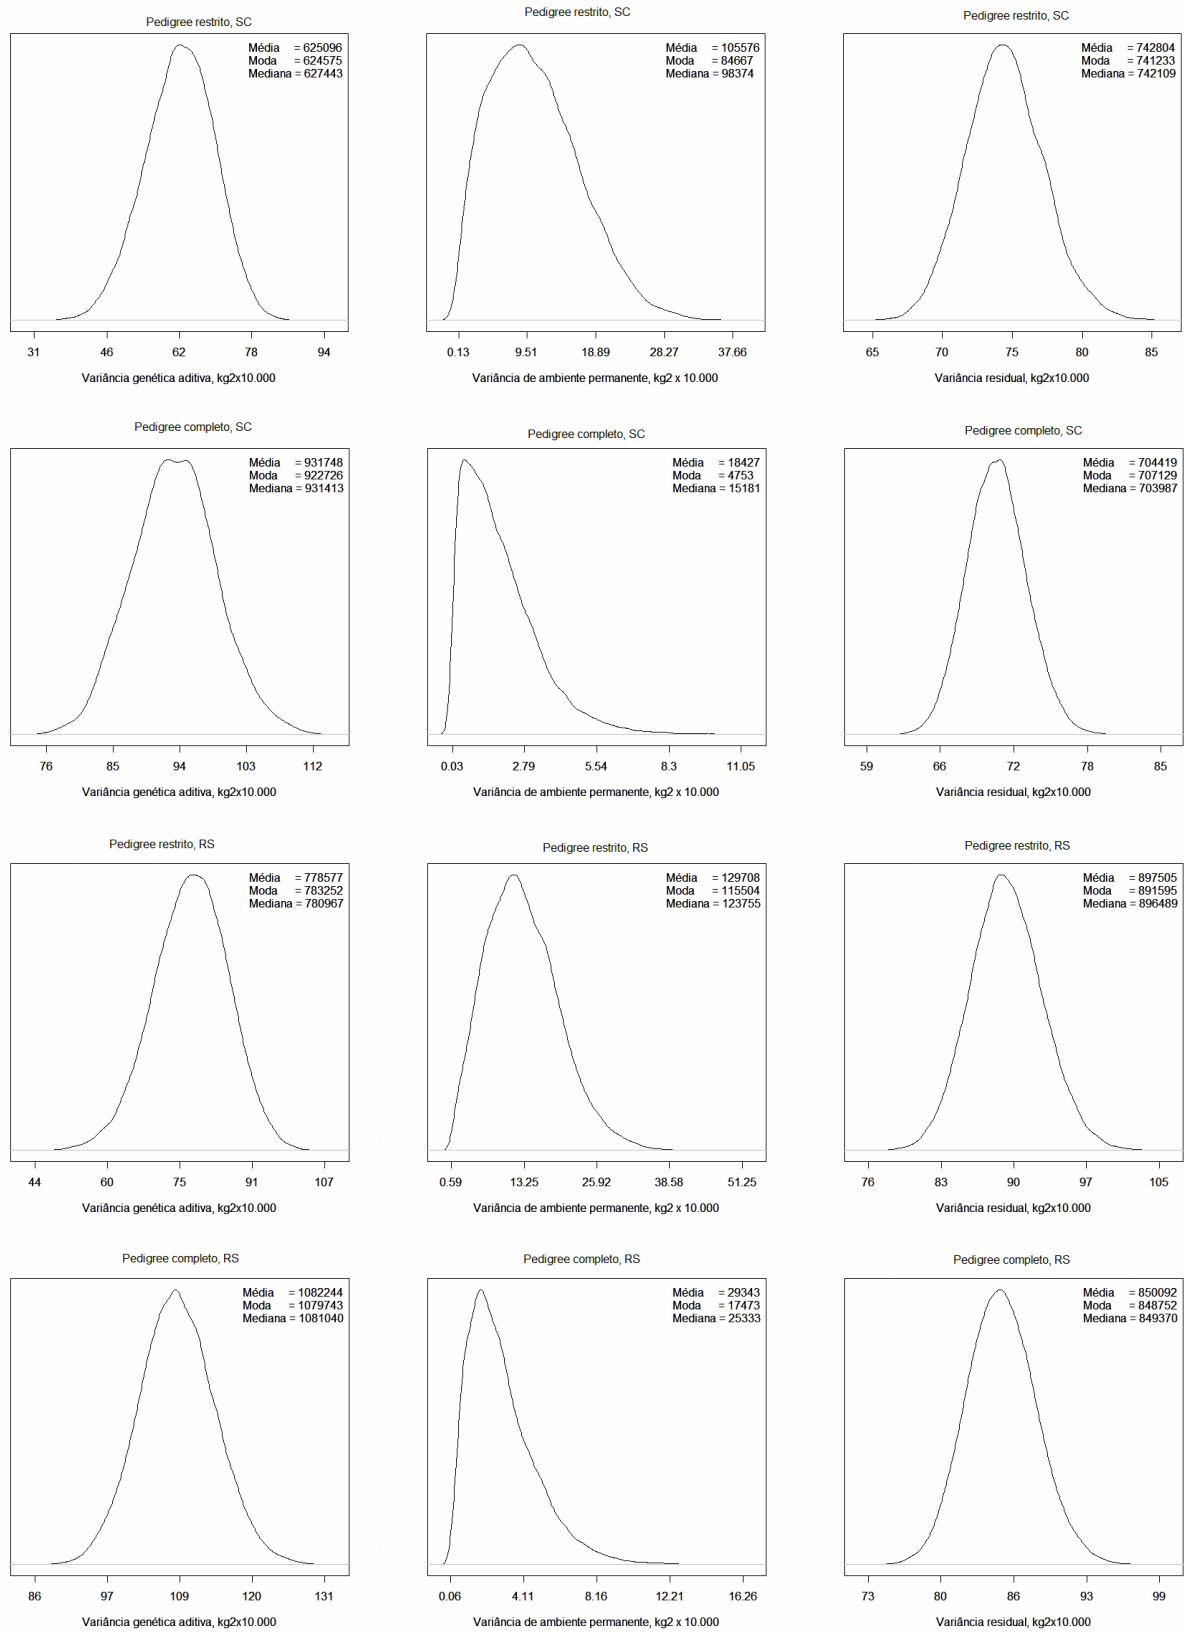 Pedigree restrito, SC
Média = 625096
Moda = 624575
Mediana = 627443
31 46 62 78 94
Variância genética aditiva, kg2x10.000
Pedigree restrito, SC
Média = 105576
Moda = 84667
Mediana = 98374
0.13 9.51 18.89 28.27 37.66
Variância de ambiente permanente, kg2 x 10.000
Pedigree restrito, SC
Média = 742804
Moda = 741233
Mediana = 742109
65 70 75 80 85
Variância residual, kg2x10.000
Pedigree completo, SC
Média = 931748
Moda = 922726
Mediana = 931413
76 85 94 103 112
Variância genética aditiva, kg2x10.000
Pedigree completo, SC
Média = 18427
Moda = 4753
Mediana = 15181
0.03 2.79 5.54 8.3 11.05
Variância de ambiente permanente, kg2 x 10.000
Pedigree completo, SC
Média = 704419
Moda = 707129
Mediana = 703987
59 66 72 78 85
Variância residual, kg2x10.000
Pedigree restrito, RS
Média = 778577
Moda = 783252
Mediana = 780967
44 60 75 91 107
Variância genética aditiva, kg2x10.000
Pedigree restrito, RS
Média = 129708
Moda = 115504
Mediana = 123755
0.59 13.25 25.92 38.58 51.25
Variância de ambiente permanente, kg2 x 10.000
Pedigree restrito, RS
Média = 897505
Moda = 891595
Mediana = 896489
76 83 90 97 105
Variância residual, kg2x10.000
Pedigree completo, RS
Média = 1082244
Moda = 1079743
Mediana = 1081040
86 97 109 120 131
Variância genética aditiva, kg2x10.000
Pedigree completo, RS
Média = 29343
Moda = 17473
Mediana = 25333
0.06 4.11 8.16 12.21 16.26
Variância de ambiente permanente, kg2 x 10.000
Pedigree completo, RS
Média = 850092
Moda = 848752
Mediana = 849370
73 80 86 93 99
Variância residual, kg2x10.000